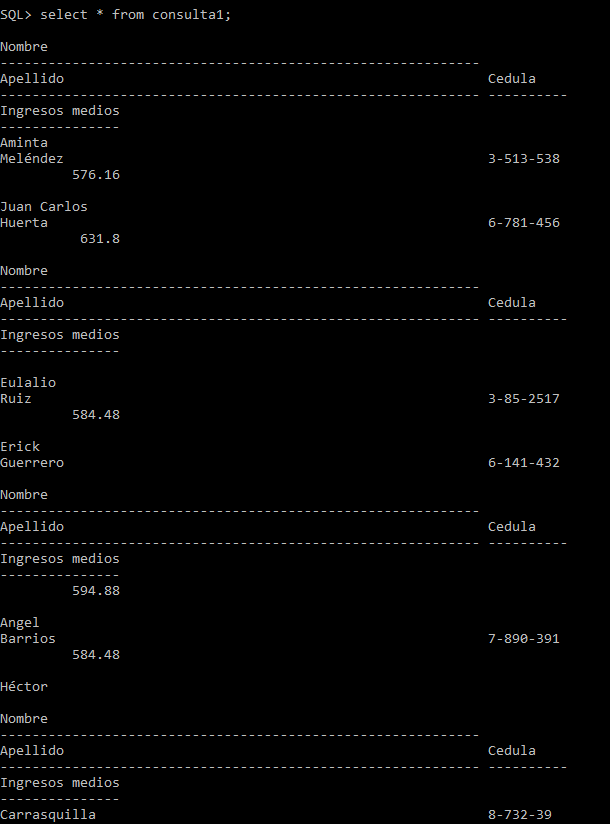 SQL> select * from consulta1;
Nombre
------------------------------------------------------------
Apellido                                                     Cedula
------------------------------------------------------------ ----------
Ingresos medios
---------------
Aminta
Meléndez                                                     3-513-538
         576.16
Juan Carlos
Huerta                                                       6-781-456
          631.8
Nombre
------------------------------------------------------------
Apellido                                                     Cedula
------------------------------------------------------------ ----------
Ingresos medios
---------------
Eulalio
Ruiz                                                         3-85-2517
         584.48
Erick
Guerrero                                                     6-141-432
Nombre
------------------------------------------------------------
Apellido                                                     Cedula
------------------------------------------------------------ ----------
Ingresos medios
---------------
         594.88
Angel
Barrios                                                      7-890-391
         584.48
Héctor
Nombre
------------------------------------------------------------
Apellido                                                     Cedula
------------------------------------------------------------ ----------
Ingresos medios
---------------
Carrasquilla                                                 8-732-39